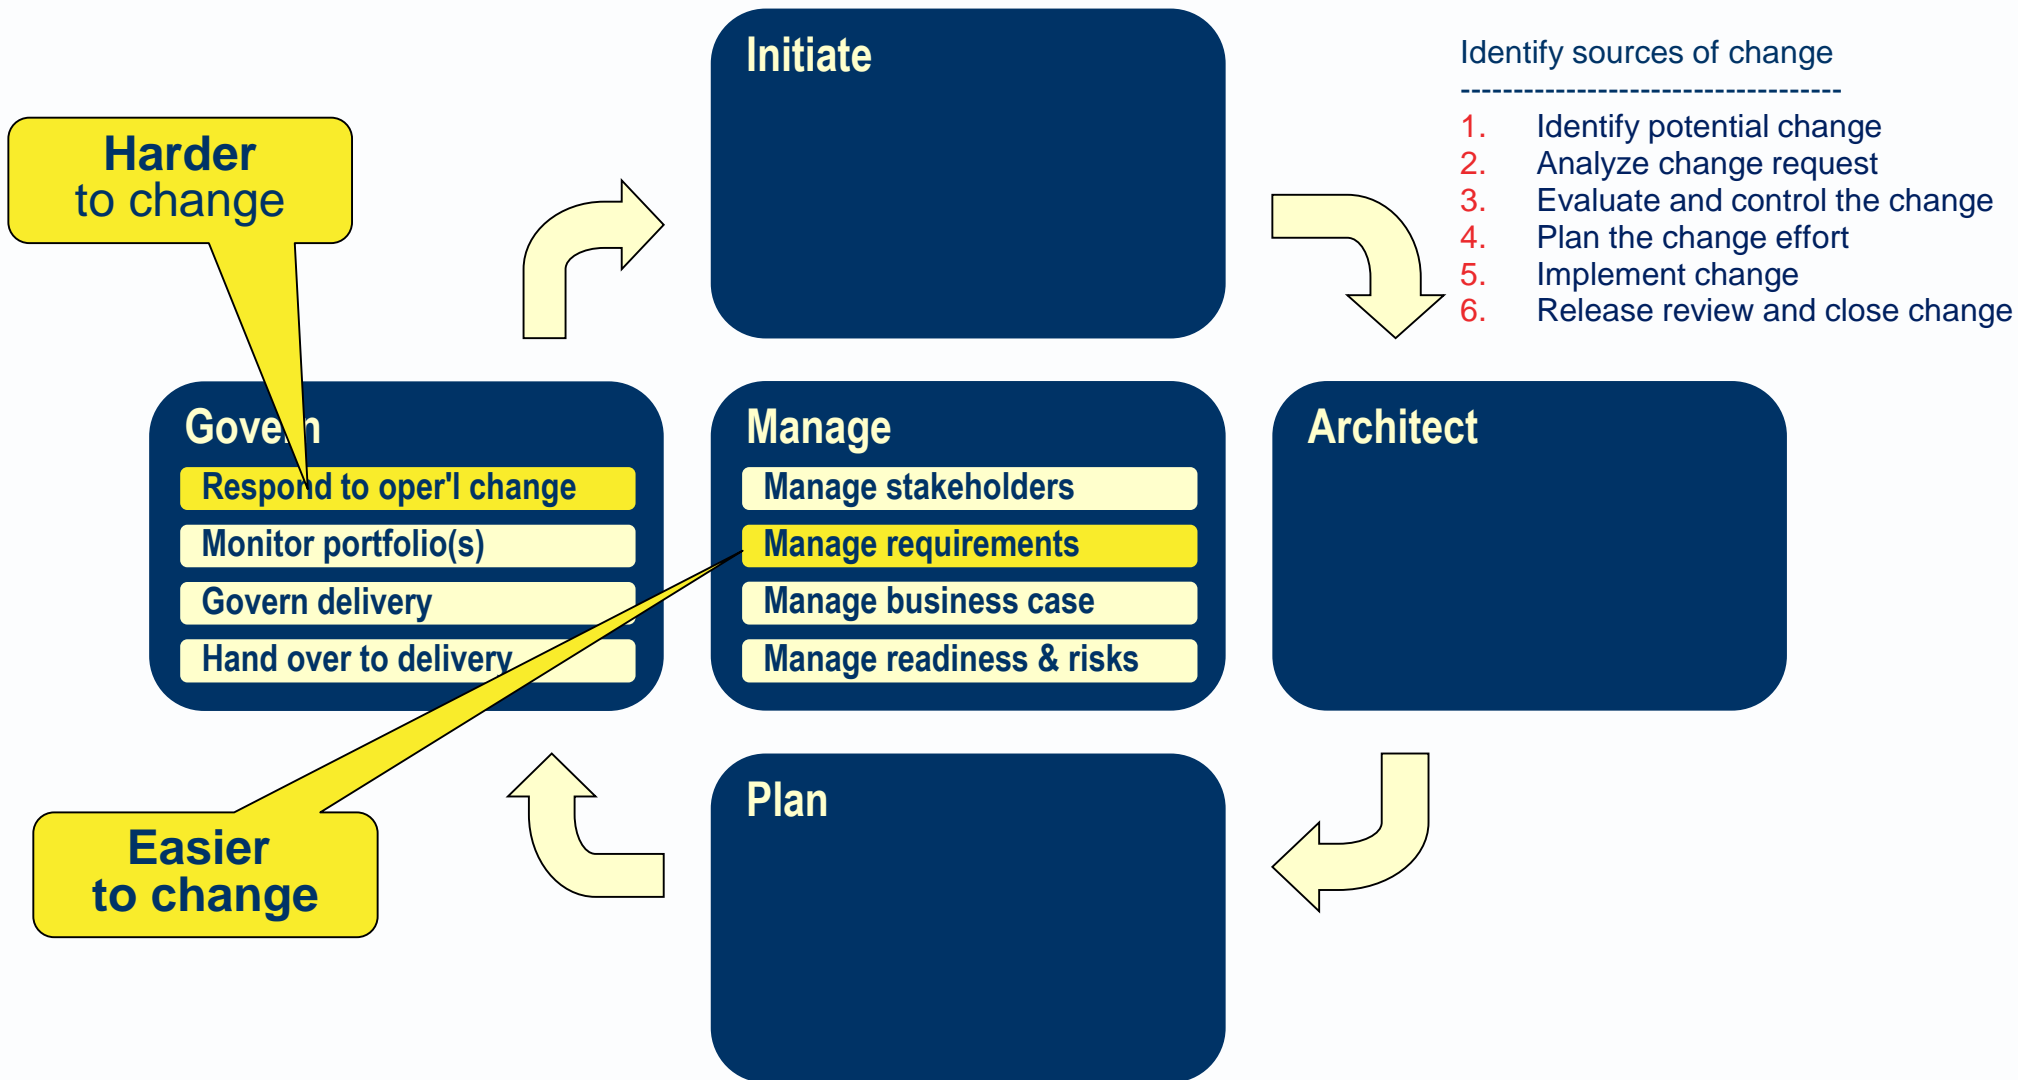 Initiate
Identify sources of change
------------------------------------
1. Identify potential change
2. Analyze change request
3. Evaluate and control the change
4. Plan the change effort
5. Implement change
6. Release review and close change
Harder
to change
Govern
Respond to oper'l change
Monitor portfolio(s)
Govern delivery
Hand over to delivery
Manage
Manage stakeholders
Manage requirements
Manage business case
Manage readiness & risks
Architect
Easier
to change
Plan